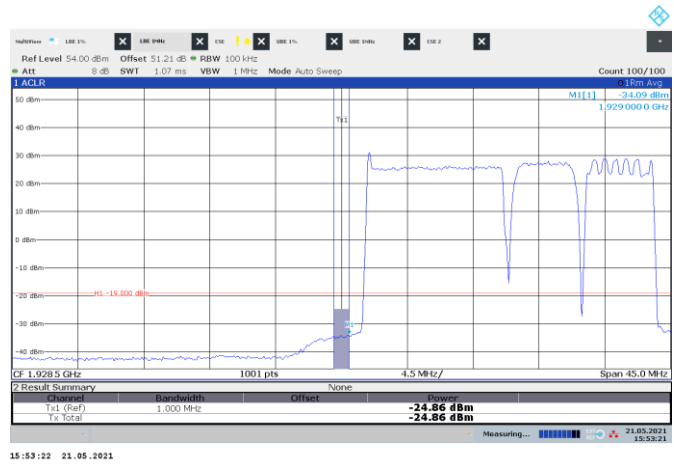 MultiView LBE 1% LBE 1MHz CSE UBE 1% UBE 1MHz CSE 2
Ref Level 54.00 dBm Offset 51.21 dB RBW 100 kHz
Att 8 dB SWT 1.07 ms VBW 1 MHz Mode Auto Sweep Count 100/100
1 ACLR 1Rm Avg
50 dBm M1[1] -34.09 dBm
1.929 000 0 GHz
Tx1
40 dBm
30 dBm
20 dBm
10 dBm
0 dBm
-10 dBm
H1 -19.000 dBm
-20 dBm
-30 dBm
M1
-40 dBm
CF 1.9285 GHz 1001 pts 4.5 MHz/ Span 45.0 MHz
2 Result Summary None
Channel Bandwidth Offset Power
Tx1 (Ref) 1.000 MHz -24.86 dBm
Tx Total -24.86 dBm
Measuring... 21.05.2021
15:53:21
15:53:22 21.05.2021